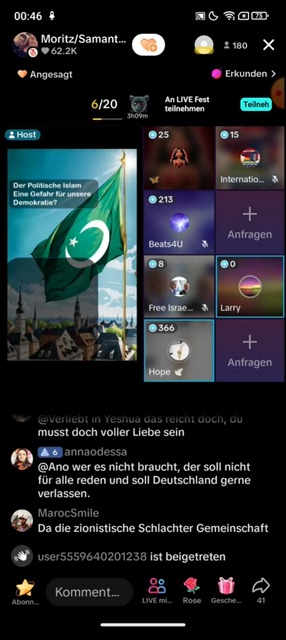 00:46
75
Moritz/Samant...
62.2K
180
Angesagt
Erkunden >
6/20
3h09m
An LIVE Fest
teilnehmen
Teilneh
Host
Der Politische Islam
Eine Gefahr für unsere
Demokratie?
25
15
Internatio...
213
Beats4U
Anfragen
8
Free Israe...
0
Larry
366
Hope
Anfragen
@Verliebt in Yeshua das reicht doch, du
musst doch voller Liebe sein
6 annaodessa
@Ano wer es nicht braucht, der soll nicht
für alle reden und soll Deutschland gerne
verlassen.
MarocSmile
Da die zionistische Schlachter Gemeinschaft
user5559640201238 ist beigetreten
Abonn...
Komment...
LIVE mi...
Rose
Gesche...
41